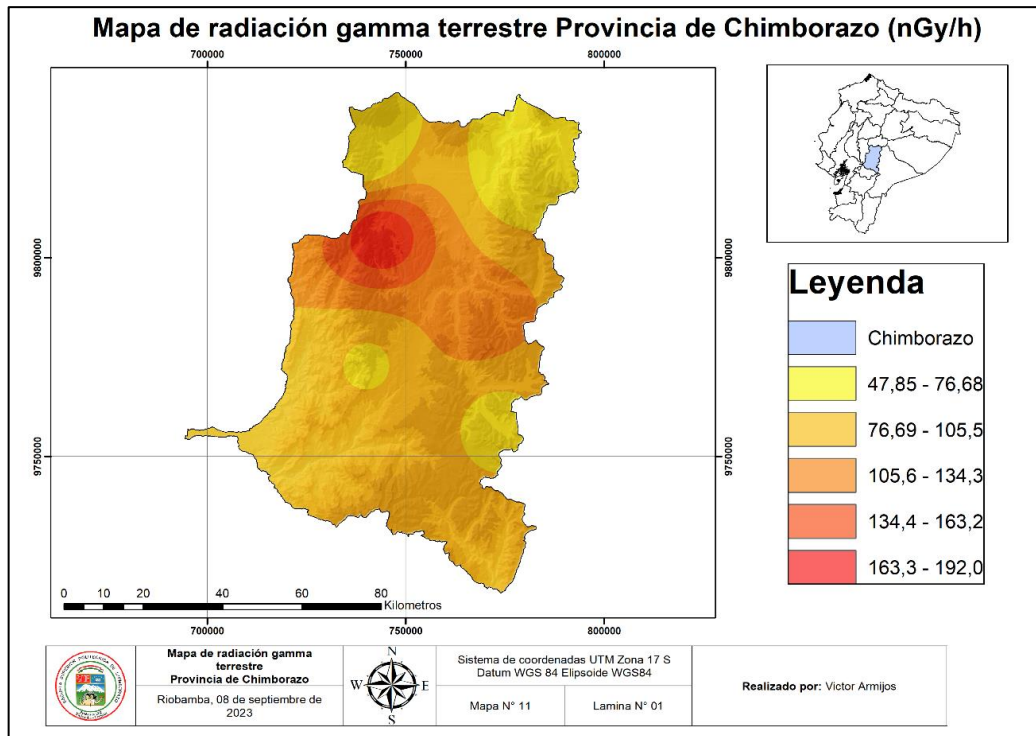 Mapa de radiación gamma terrestre Provincia de Chimborazo (nGy/h)
700000 750000 800000
9800000 9800000
9750000 9750000
Leyenda
Chimborazo
47,85 - 76,68
76,69 - 105,5
105,6 - 134,3
134,4 - 163,2
163,3 - 192,0
0 10 20 40 60 80
Kilometros
700000 750000 800000
Mapa de radiación gamma
terrestre
Provincia de Chimborazo
Riobamba, 08 de septiembre de
2023
N
W E
S
Sistema de coordenadas UTM Zona 17 S
Datum WGS 84 Elipsoide WGS84
Mapa N° 11
Lamina N° 01
Realizado por: Victor Armijos